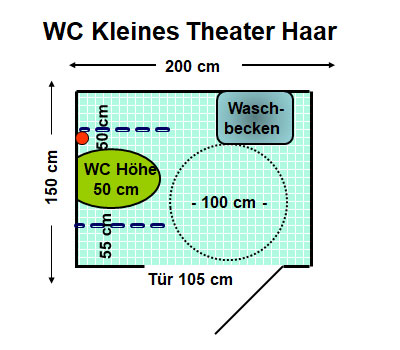 WC Kleines Theater Haar
200 cm
50 cm
Wasch-
becken
150 cm
WC Höhe
50 cm
- 100 cm -
55 cm
Tür 105 cm